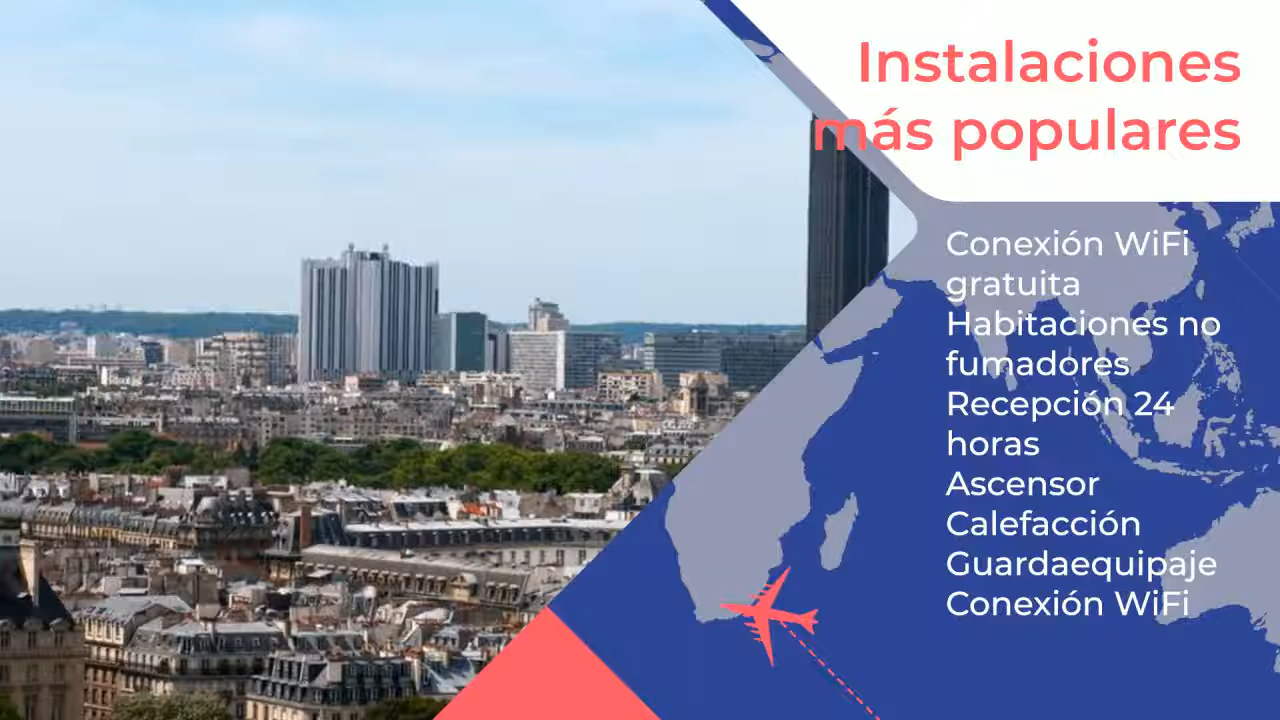 Instalaciones
más populares
Conexión WiFi
gratuita
Habitaciones no
fumadores
Recepción 24
horas
Ascensor
Calefacción
Guardaequipaje
Conexión WiFi